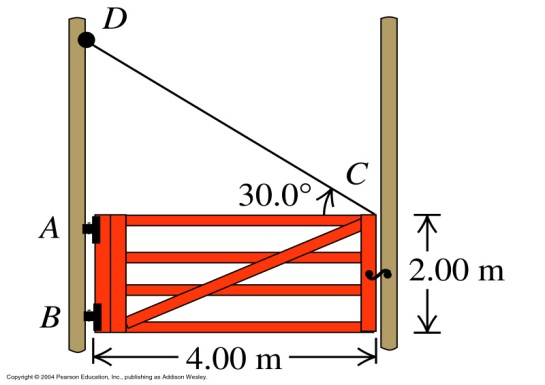 D
C
30.0°
A
2.00 m
B
4.00 m
Copyright © 2004 Pearson Education, Inc., publishing as Addison Wesley.